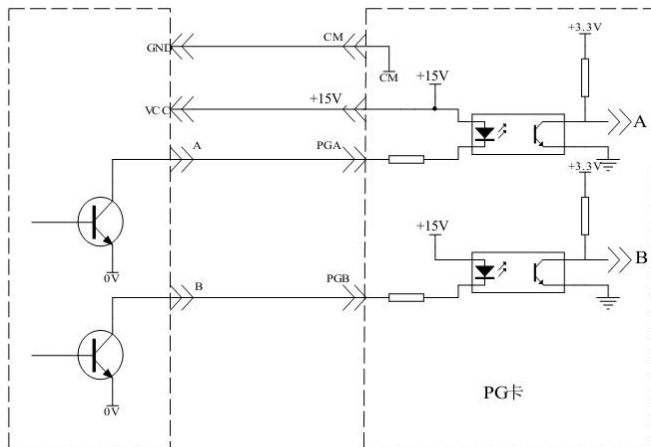 GND
CM
CM
+3.3V
VCC
+15V
+15V
A
A
PGA
0V
+3.3V
+15V
B
B
PGB
0V
PG卡